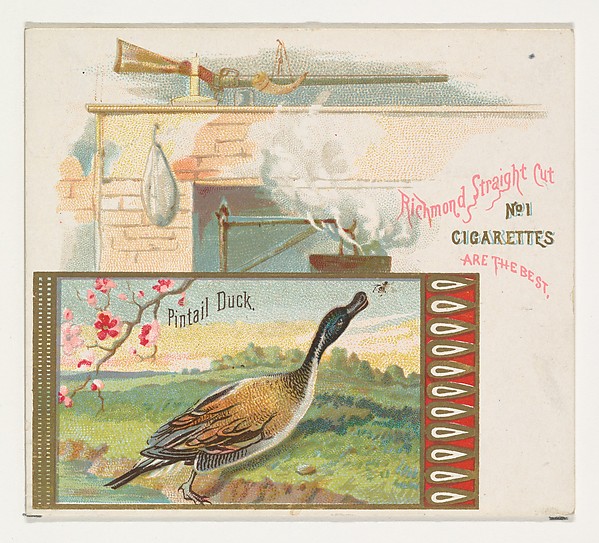 Richmond Straight Cut
No 1
CIGARETTES
ARE THE BEST.
Pintail Duck.